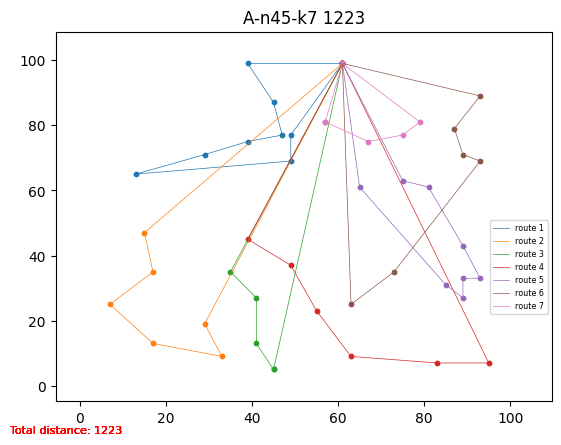 A-n45-k7 1223
100
80
60
40
20
0
route 1
route 2
route 3
route 4
route 5
route 6
route 7
0 20 40 60 80 100
Total distance: 1223